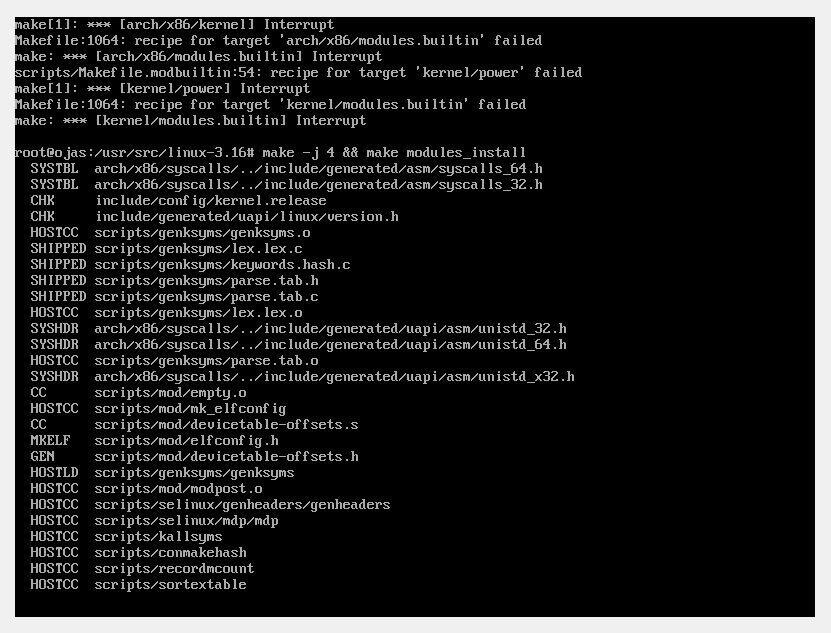 make[1]: *** [arch/x86/kernel] Interrupt
Makefile:1064: recipe for target 'arch/x86/modules.builtin' failed
make: *** [arch/x86/modules.builtin] Interrupt
scripts/Makefile.modbuiltin:54: recipe for target 'kernel/power' failed
make[1]: *** [kernel/power] Interrupt
Makefile:1064: recipe for target 'kernel/modules.builtin' failed
make: *** [kernel/modules.builtin] Interrupt
root@ojas:/usr/src/linux-3.16# make -j 4 && make modules_install
  SYSTBL  arch/x86/syscalls/../include/generated/asm/syscalls_64.h
  SYSTBL  arch/x86/syscalls/../include/generated/asm/syscalls_32.h
  CHK     include/config/kernel.release
  CHK     include/generated/uapi/linux/version.h
  HOSTCC  scripts/genksyms/genksyms.o
  SHIPPED scripts/genksyms/lex.lex.c
  SHIPPED scripts/genksyms/keywords.hash.c
  SHIPPED scripts/genksyms/parse.tab.h
  SHIPPED scripts/genksyms/parse.tab.c
  HOSTCC  scripts/genksyms/lex.lex.o
  SYSHDR  arch/x86/syscalls/../include/generated/uapi/asm/unistd_32.h
  SYSHDR  arch/x86/syscalls/../include/generated/uapi/asm/unistd_64.h
  HOSTCC  scripts/genksyms/parse.tab.o
  SYSHDR  arch/x86/syscalls/../include/generated/uapi/asm/unistd_x32.h
  CC      scripts/mod/empty.o
  HOSTCC  scripts/mod/mk_elfconfig
  CC      scripts/mod/devicetable-offsets.s
  MKELF   scripts/mod/elfconfig.h
  GEN     scripts/mod/devicetable-offsets.h
  HOSTLD  scripts/genksyms/genksyms
  HOSTCC  scripts/mod/modpost.o
  HOSTCC  scripts/selinux/genheaders/genheaders
  HOSTCC  scripts/selinux/mdp/mdp
  HOSTCC  scripts/kallsyms
  HOSTCC  scripts/conmakehash
  HOSTCC  scripts/recordmcount
  HOSTCC  scripts/sortextable